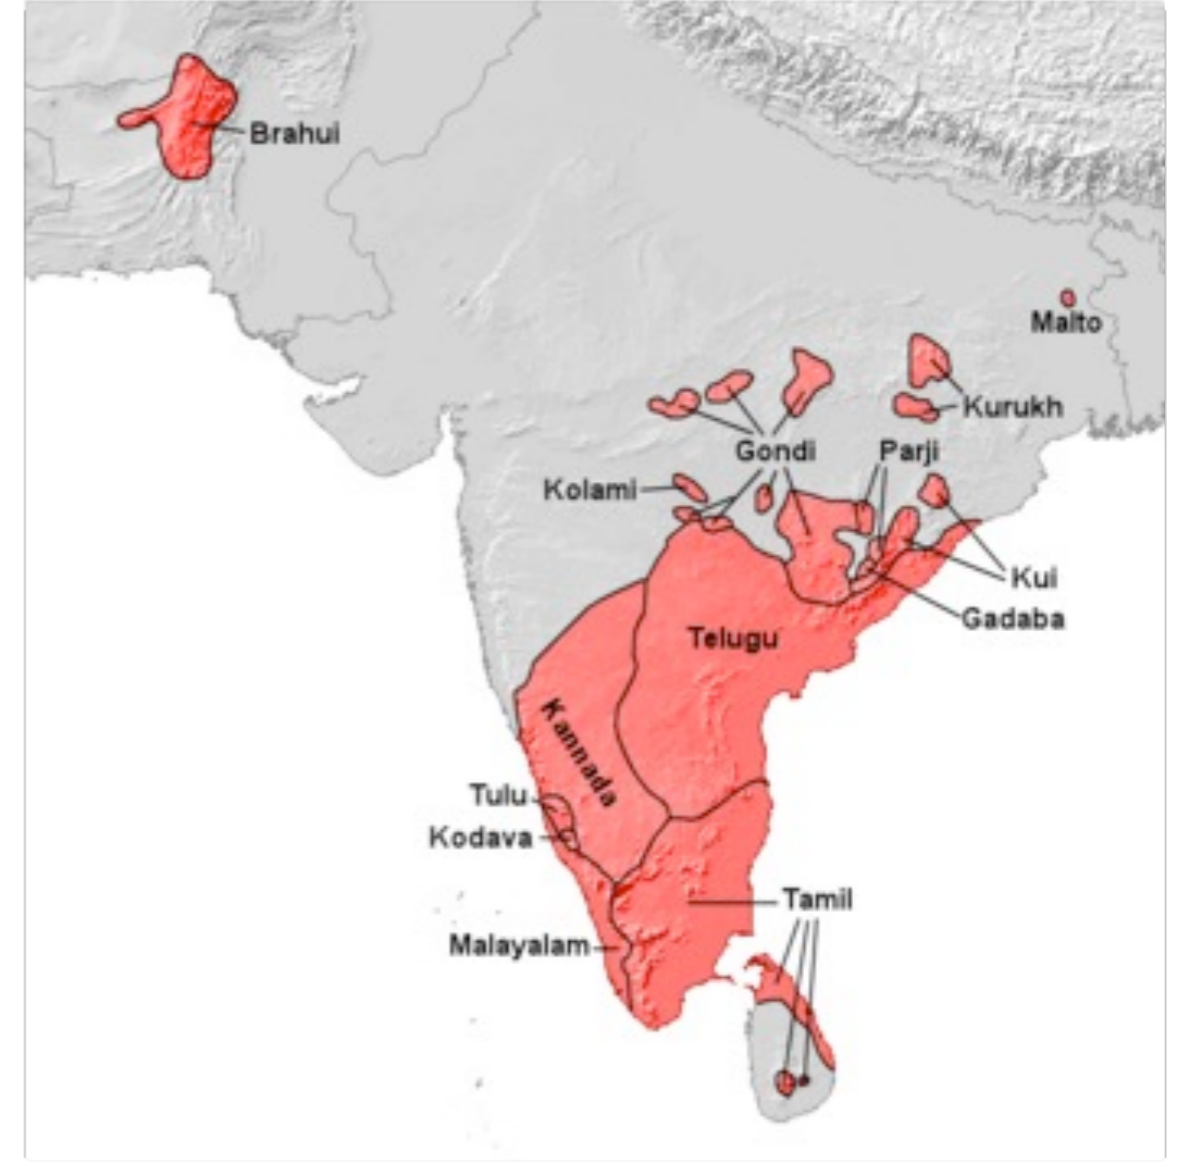 Brahui
Malto
Kurukh
Gondi
Parji
Kolami
Kui
Gadaba
Telugu
Kannada
Tulu
Kodava
Tamil
Malayalam